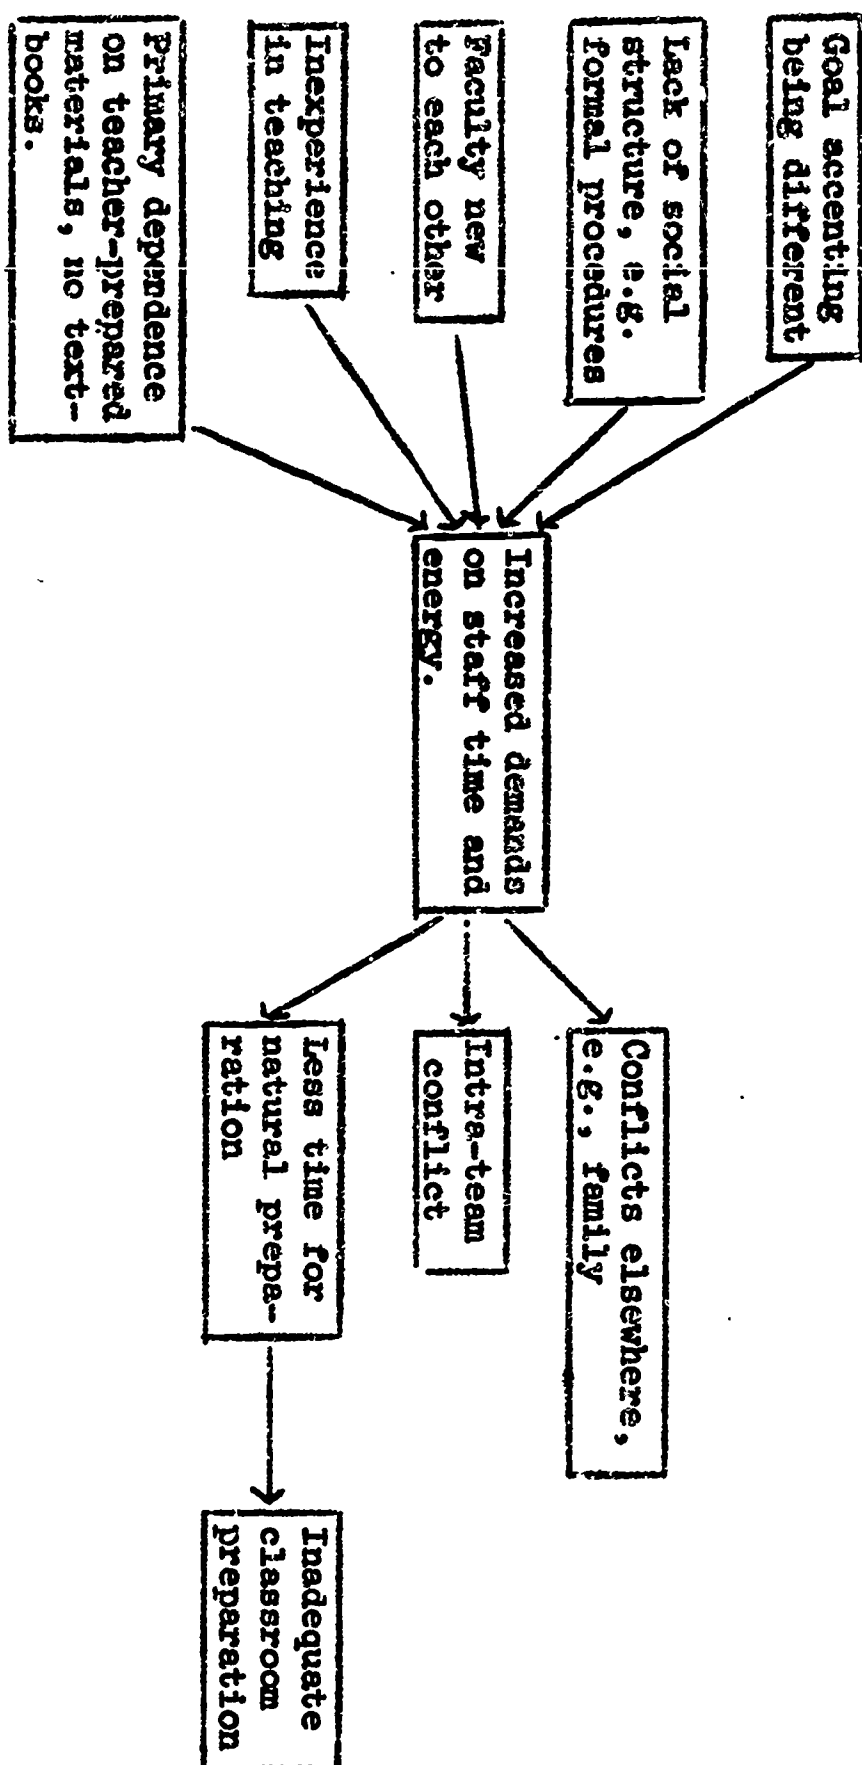 Goal accenting
being different
Lack of social
structure, e.g.
formal procedures
Faculty new
to each other
Inexperience
in teaching
Primary dependence
on teacher-prepared
materials, no text-
books.
Increased demands
on staff time and
energy.
Conflicts elsewhere,
e.g., family
Intra-team
conflict
Less time for
natural prepa-
ration
Inadequate
classroom
preparation